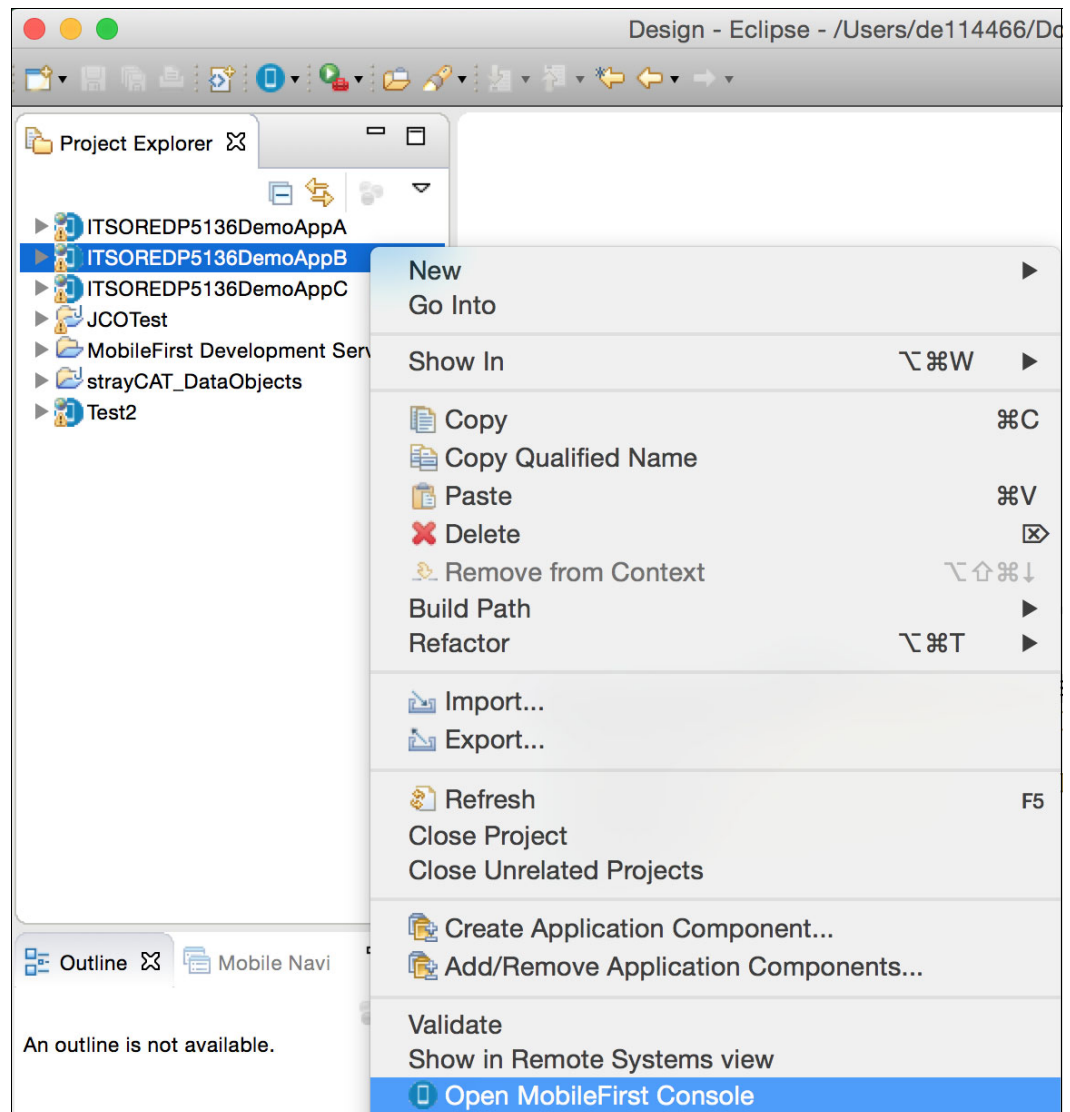 Design - Eclipse - /Users/de114466/Do
Project Explorer
ITSOREDP5136DemoAppA
ITSOREDP5136DemoAppB
ITSOREDP5136DemoAppC
JCOTest
MobileFirst Development Serv
strayCAT_DataObjects
Test2
New
Go Into
Show In ⌥⌘W
Copy ⌘C
Copy Qualified Name
Paste ⌘V
Delete ⌦
Remove from Context ⌥⇧⌘↓
Build Path
Refactor ⌥⌘T
Import...
Export...
Refresh F5
Close Project
Close Unrelated Projects
Create Application Component...
Add/Remove Application Components...
Validate
Show in Remote Systems view
Open MobileFirst Console
Outline Mobile Navi
An outline is not available.